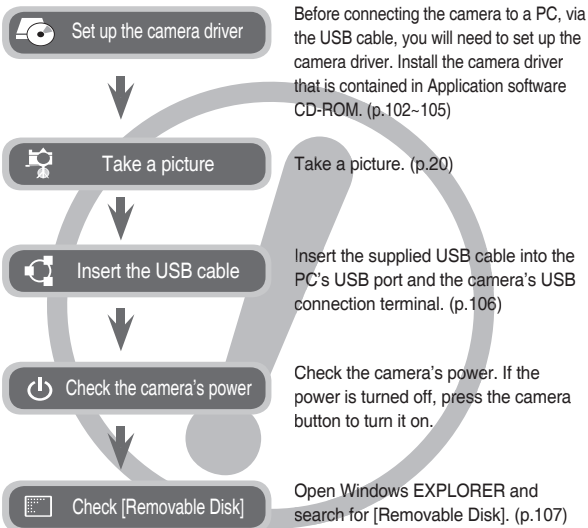 Set up the camera driver
Before connecting the camera to a PC, via
the USB cable, you will need to set up the
camera driver. Install the camera driver
that is contained in Application software
CD-ROM. (p.102~105)
Take a picture
Take a picture. (p.20)
Insert the USB cable
Insert the supplied USB cable into the
PC's USB port and the camera's USB
connection terminal. (p.106)
Check the camera's power
Check the camera's power. If the
power is turned off, press the camera
button to turn it on.
Check [Removable Disk]
Open Windows EXPLORER and
search for [Removable Disk]. (p.107)